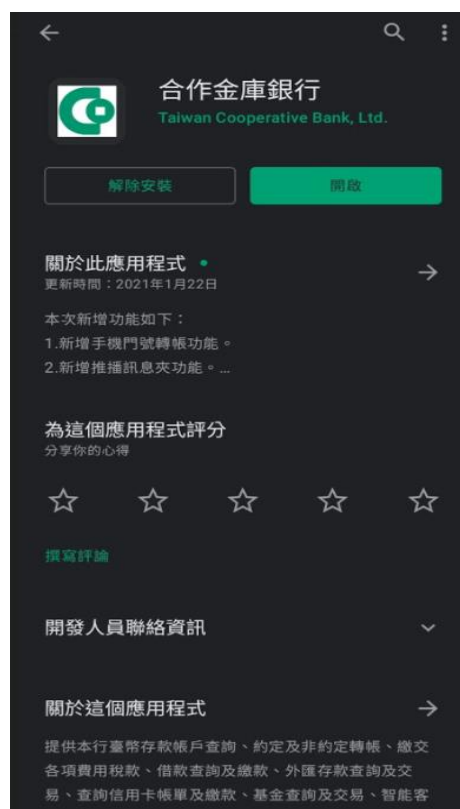 合作金庫銀行
Taiwan Cooperative Bank, Ltd.
解除安裝
開啟
關於此應用程式
更新時間：2021年1月22日
本次新增功能如下：
1.新增手機門號轉帳功能。
2.新增推播訊息夾功能。...
為這個應用程式評分
分享你的心得
撰寫評論
開發人員聯絡資訊
關於這個應用程式
提供本行臺幣存款帳戶查詢、約定及非約定轉帳、繳交
各項費用稅款、借款查詢及繳款、外匯存款查詢及交
易、查詢信用卡帳單及繳款、基金查詢及交易、智能客